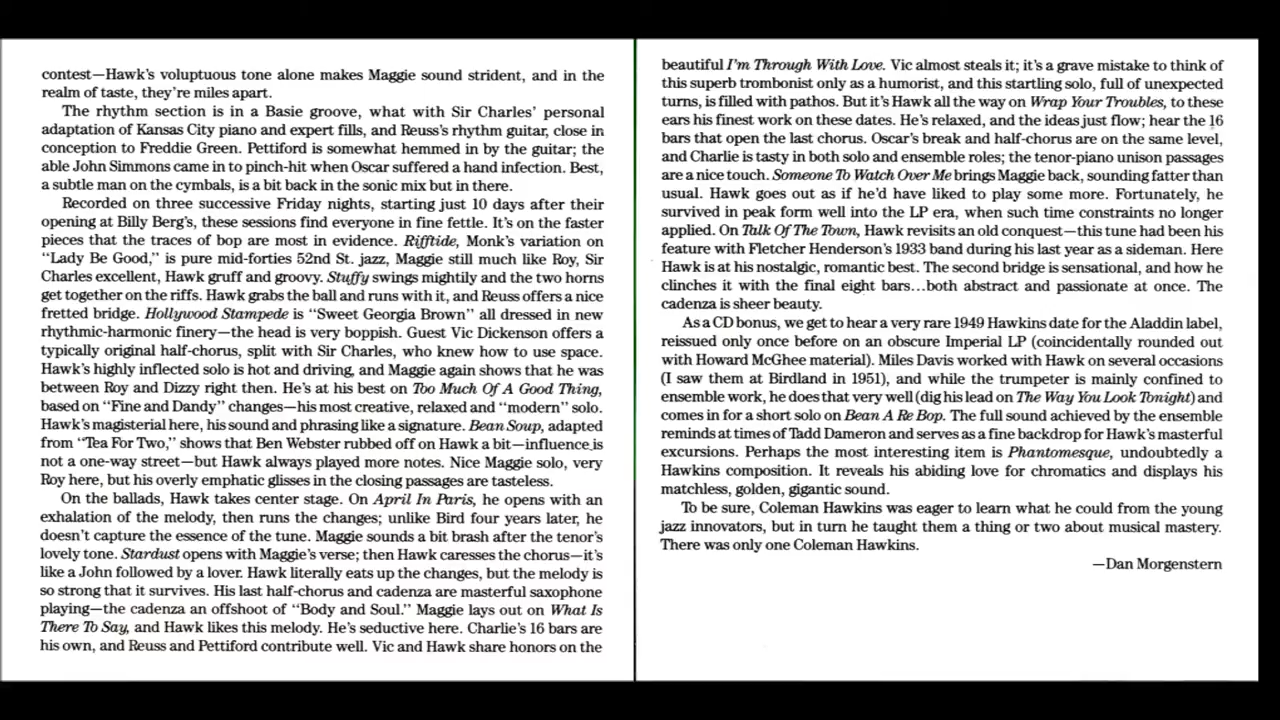 contest—Hawk's voluptuous tone alone makes Maggie sound strident, and in the
realm of taste, they're miles apart.
The rhythm section is in a Basie groove, what with Sir Charles' personal
adaptation of Kansas City piano and expert fills, and Reuss's rhythm guitar, close in
conception to Freddie Green. Pettiford is somewhat hemmed in by the guitar; the
able John Simmons came in to pinch-hit when Oscar suffered a hand infection. Best,
a subtle man on the cymbals, is a bit back in the sonic mix but in there.
Recorded on three successive Friday nights, starting just 10 days after their
opening at Billy Berg's, these sessions find everyone in fine fettle. It's on the faster
pieces that the traces of bop are most in evidence. Rifftide, Monk's variation on
"Lady Be Good," is pure mid-forties 52nd St. jazz, Maggie still much like Roy, Sir
Charles excellent, Hawk gruff and groovy. Stuffy swings mightily and the two horns
get together on the riffs. Hawk grabs the ball and runs with it, and Reuss offers a nice
fretted bridge. Hollywood Stampede is "Sweet Georgia Brown" all dressed in new
rhythmic-harmonic finery—the head is very boppish. Guest Vic Dickenson offers a
typically original half-chorus, split with Sir Charles, who knew how to use space.
Hawk's highly inflected solo is hot and driving, and Maggie again shows that he was
between Roy and Dizzy right then. He's at his best on Too Much Of A Good Thing,
based on "Fine and Dandy" changes—his most creative, relaxed and "modern" solo.
Hawk's magisterial here, his sound and phrasing like a signature. Bean Soup, adapted
from "Tea For Two," shows that Ben Webster rubbed off on Hawk a bit—influence is
not a one-way street—but Hawk always played more notes. Nice Maggie solo, very
Roy here, but his overly emphatic glisses in the closing passages are tasteless.
On the ballads, Hawk takes center stage. On April In Paris, he opens with an
exhalation of the melody, then runs the changes; unlike Bird four years later, he
doesn't capture the essence of the tune. Maggie sounds a bit brash after the tenor's
lovely tone. Stardust opens with Maggie's verse; then Hawk caresses the chorus—it's
like a John followed by a lover. Hawk literally eats up the changes, but the melody is
so strong that it survives. His last half-chorus and cadenza are masterful saxophone
playing—the cadenza an offshoot of "Body and Soul." Maggie lays out on What Is
There To Say, and Hawk likes this melody. He's seductive here. Charlie's 16 bars are
his own, and Reuss and Pettiford contribute well. Vic and Hawk share honors on the
beautiful I'm Through With Love. Vic almost steals it; it's a grave mistake to think of
this superb trombonist only as a humorist, and this startling solo, full of unexpected
turns, is filled with pathos. But it's Hawk all the way on Wrap Your Troubles, to these
ears his finest work on these dates. He's relaxed, and the ideas just flow; hear the 16
bars that open the last chorus. Oscar's break and half-chorus are on the same level,
and Charlie is tasty in both solo and ensemble roles; the tenor-piano unison passages
are a nice touch. Someone To Watch Over Me brings Maggie back, sounding fatter than
usual. Hawk goes out as if he'd have liked to play some more. Fortunately, he
survived in peak form well into the LP era, when such time constraints no longer
applied. On Talk Of The Town, Hawk revisits an old conquest—this tune had been his
feature with Fletcher Henderson's 1933 band during his last year as a sideman. Here
Hawk is at his nostalgic, romantic best. The second bridge is sensational, and how he
clinches it with the final eight bars...both abstract and passionate at once. The
cadenza is sheer beauty.
As a CD bonus, we get to hear a very rare 1949 Hawkins date for the Aladdin label,
reissued only once before on an obscure Imperial LP (coincidentally rounded out
with Howard McGhee material). Miles Davis worked with Hawk on several occasions
(I saw them at Birdland in 1951), and while the trumpeter is mainly confined to
ensemble work, he does that very well (dig his lead on The Way You Look Tonight) and
comes in for a short solo on Bean A Re Bop. The full sound achieved by the ensemble
reminds at times of Tadd Dameron and serves as a fine backdrop for Hawk's masterful
excursions. Perhaps the most interesting item is Phantomesque, undoubtedly a
Hawkins composition. It reveals his abiding love for chromatics and displays his
matchless, golden, gigantic sound.
To be sure, Coleman Hawkins was eager to learn what he could from the young
jazz innovators, but in turn he taught them a thing or two about musical mastery.
There was only one Coleman Hawkins.
—Dan Morgenstern